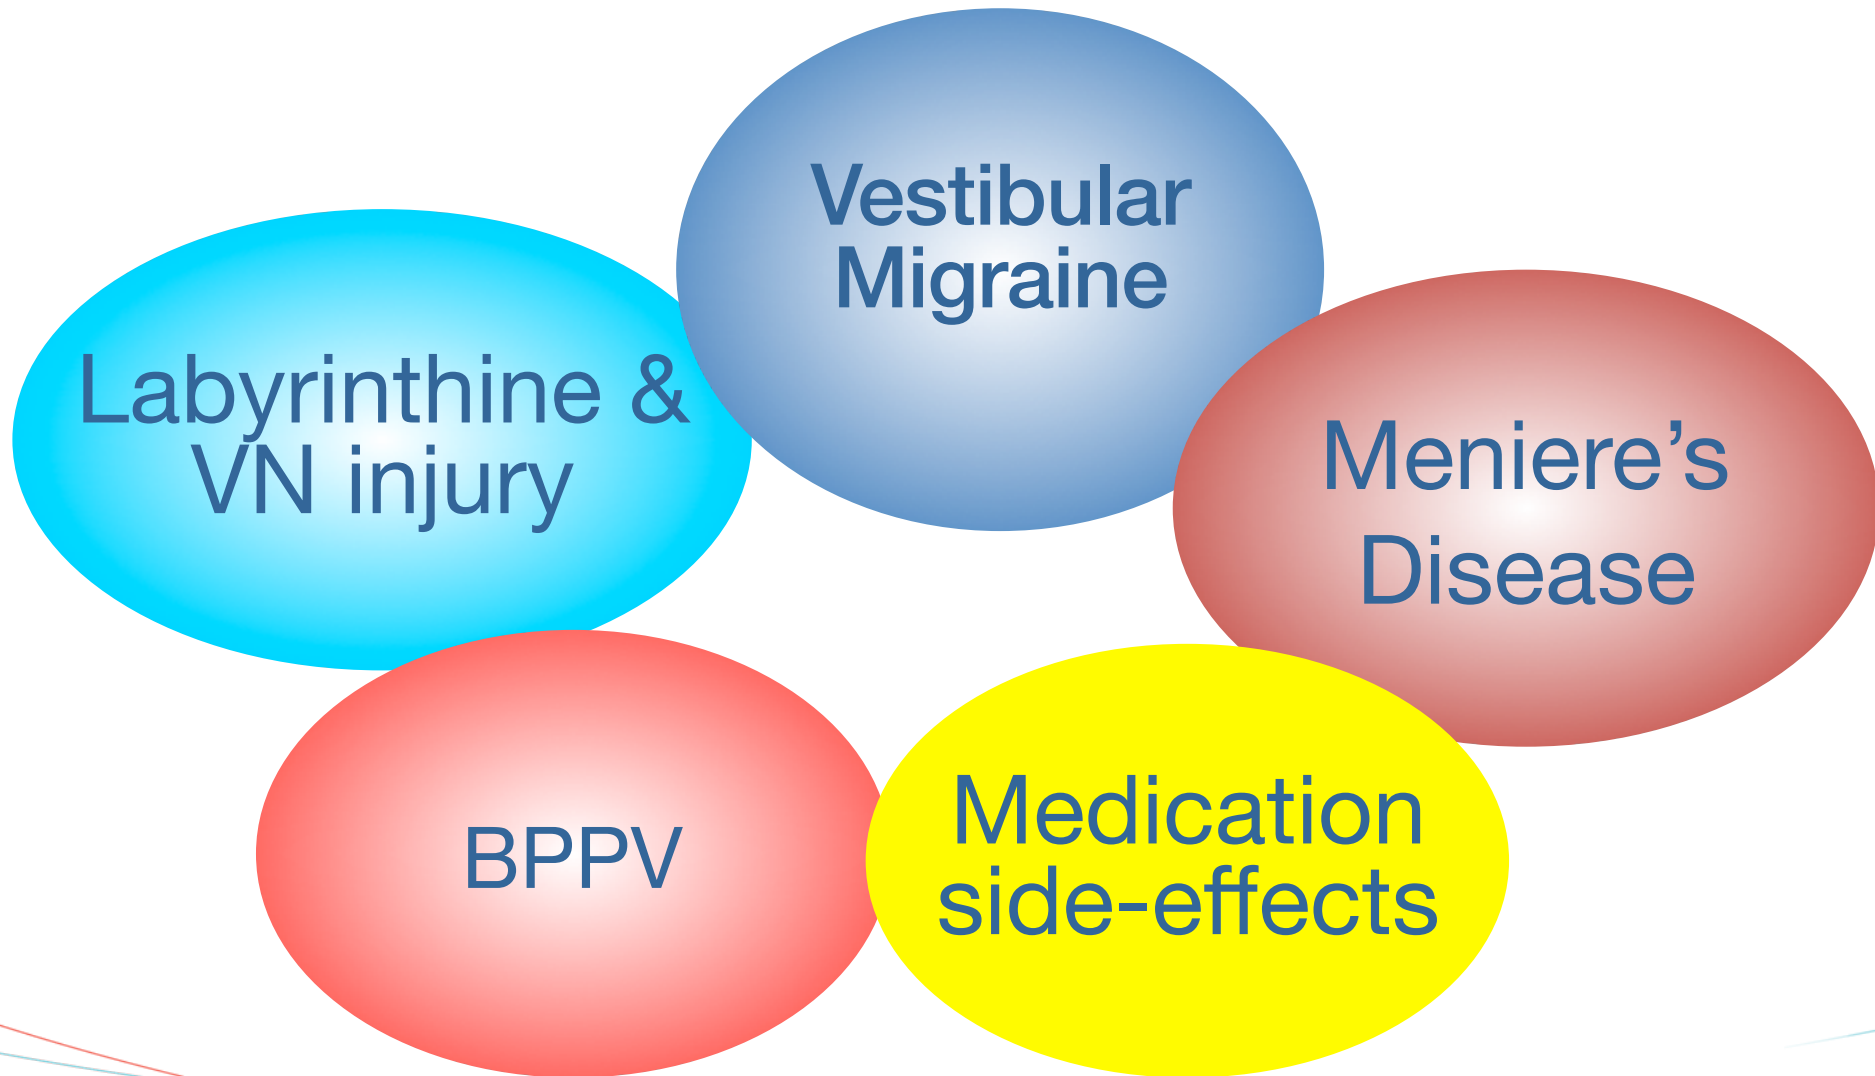 Vestibular
Migraine
Labyrinthine &
VN injury
Meniere’s
Disease
BPPV
Medication
side-effects